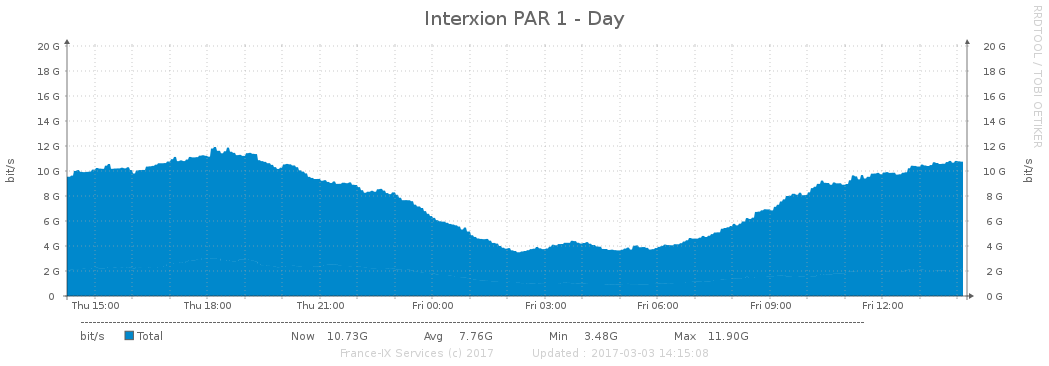 Interxion PAR 1 - Day
RRDTOOL / TOBI OETIKER
bit/s
20 G 20 G
18 G 18 G
16 G 16 G
14 G 14 G
12 G 12 G
10 G 10 G
8 G 8 G
6 G 6 G
4 G 4 G
2 G 2 G
0 0 G
bit/s
Thu 15:00 Thu 18:00 Thu 21:00 Fri 00:00 Fri 03:00 Fri 06:00 Fri 09:00 Fri 12:00
bit/s Total Now 10.73G Avg 7.76G Min 3.48G Max 11.90G
France-IX Services (c) 2017 Updated : 2017-03-03 14:15:08